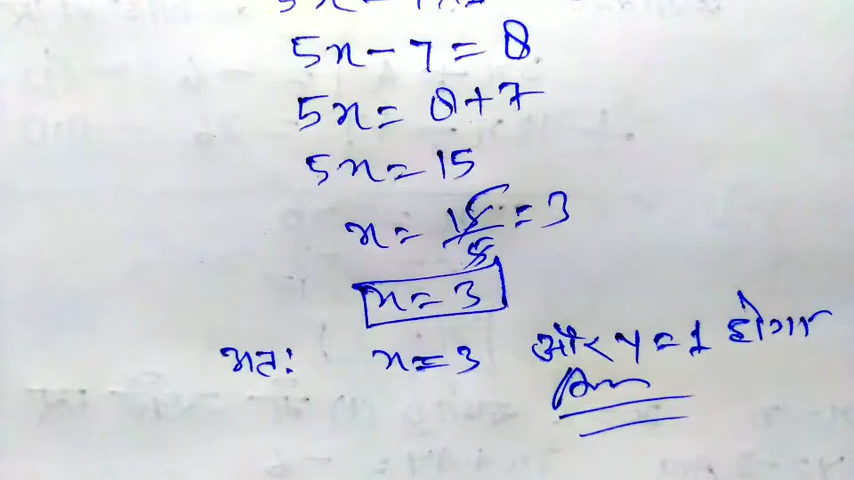 5x - 7 = 8
5x = 8+7
5x = 15
x = 15/5 = 3
x = 3
अतः x = 3 और y = 1 होगा
Ans